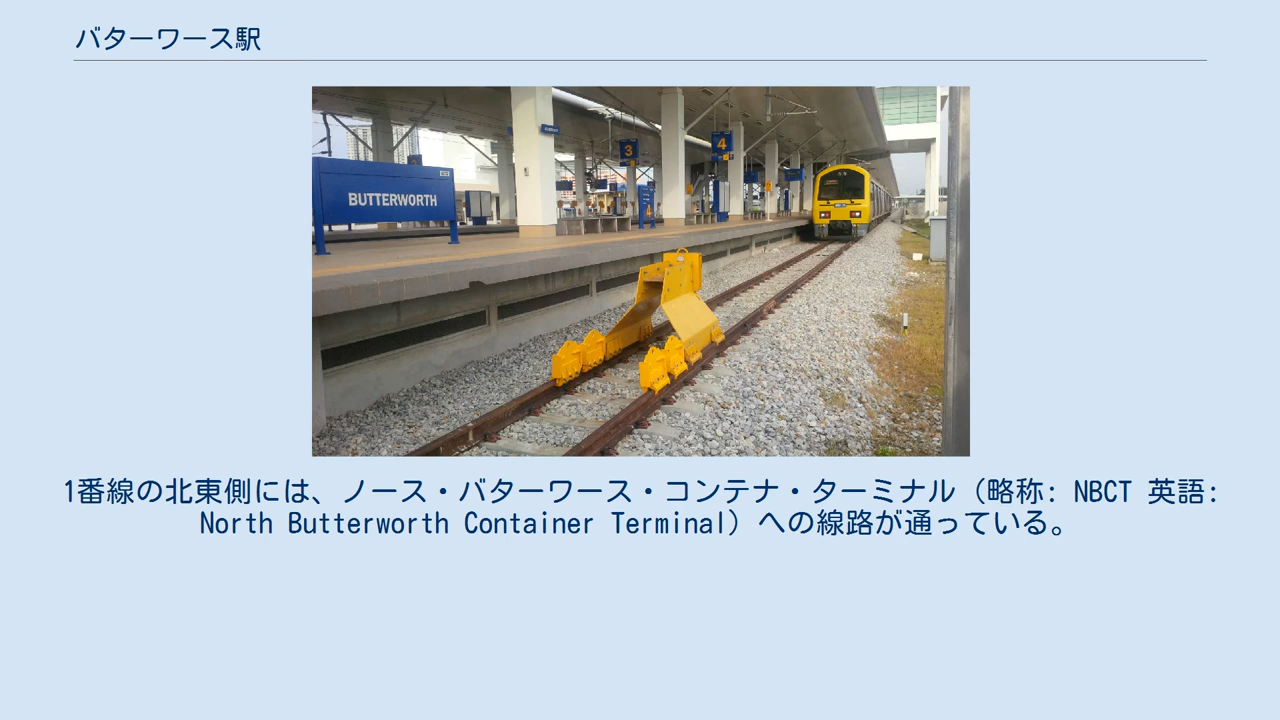 バターワース駅
BUTTERWORTH
3
4
4
1番線の北東側には、ノース・バターワース・コンテナ・ターミナル（略称: NBCT 英語:
North Butterworth Container Terminal）への線路が通っている。